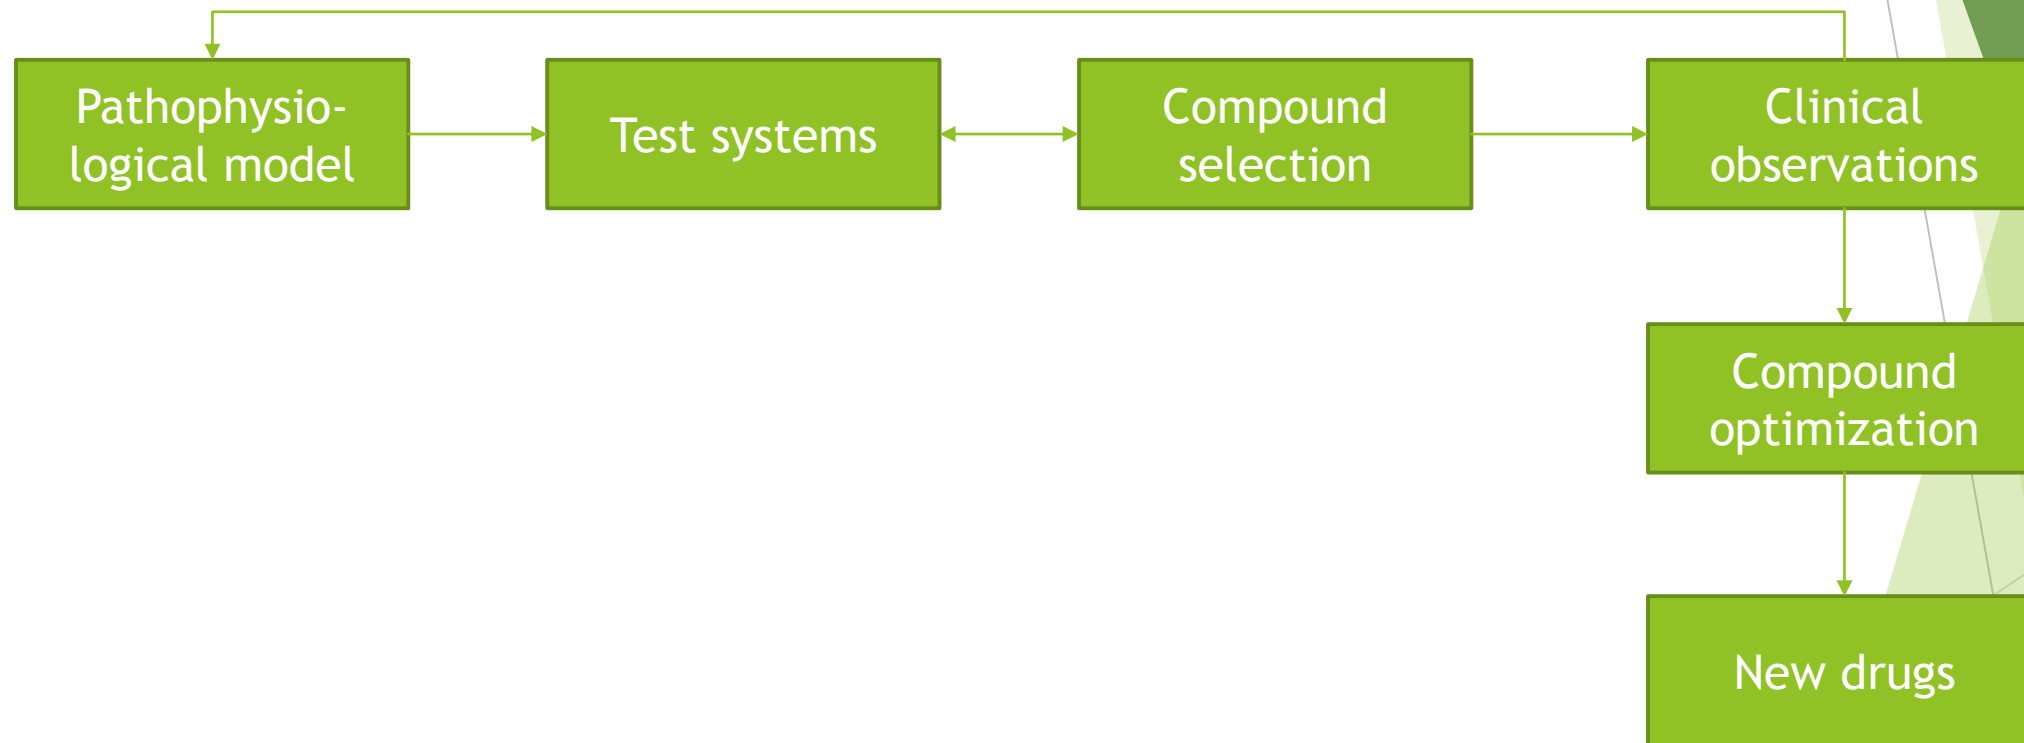 Pathophysio-
logical model
Test systems
Compound
selection
Clinical
observations
Compound
optimization
New drugs